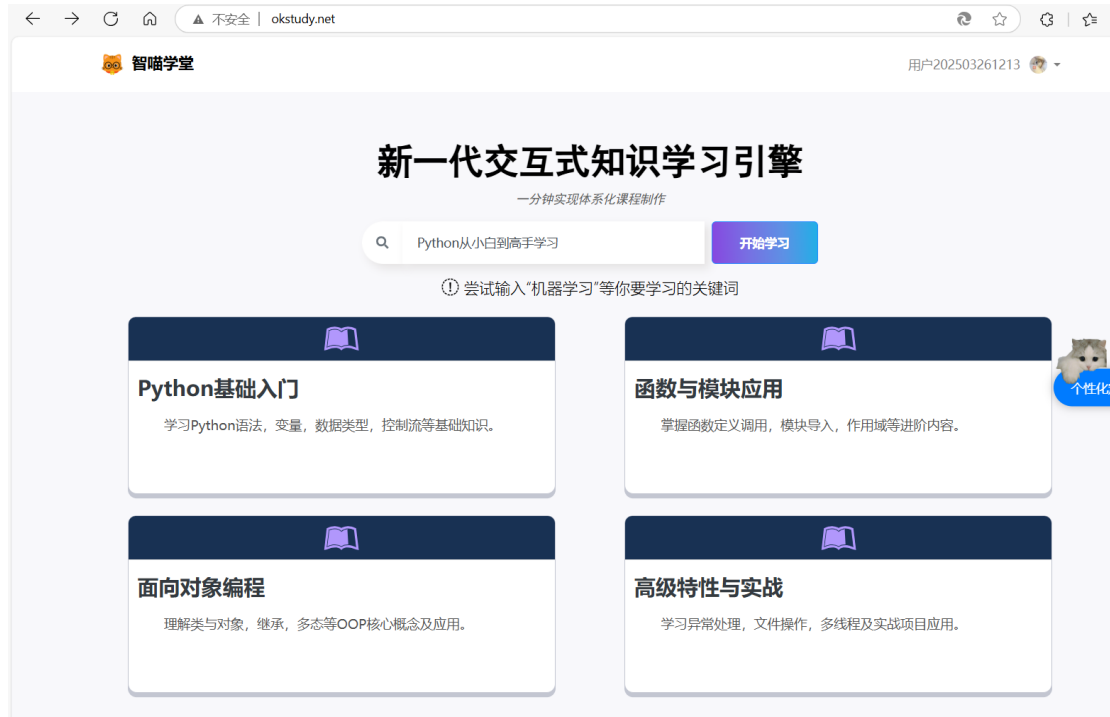 不安全 | okstudy.net
智喵学堂
用户202503261213
新一代交互式知识学习引擎
一分钟实现体系化课程制作
Python从小白到高手学习
开始学习
尝试输入“机器学习”等你要学习的关键词
Python基础入门
学习Python语法，变量，数据类型，控制流等基础知识。
函数与模块应用
掌握函数定义调用，模块导入，作用域等进阶内容。
个性化
面向对象编程
理解类与对象，继承，多态等OOP核心概念及应用。
高级特性与实战
学习异常处理，文件操作，多线程及实战项目应用。